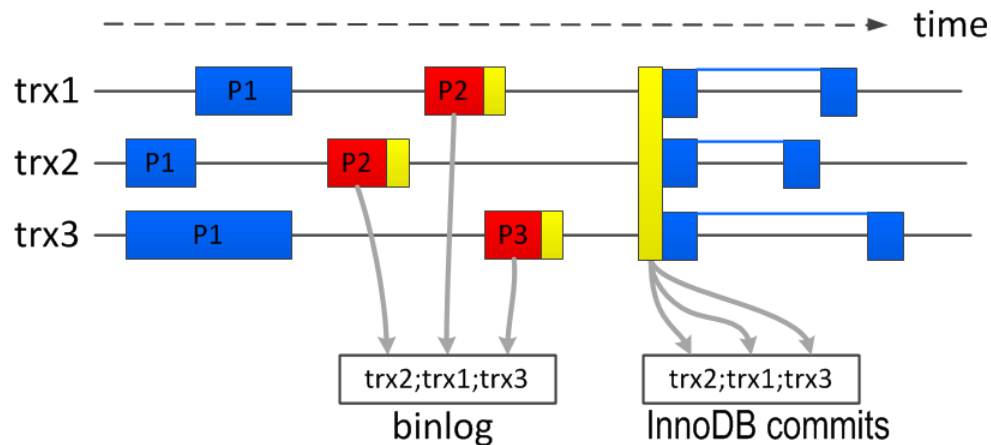 time
trx1 P1 P2
trx2 P1 P2
trx3 P1 P3
trx2;trx1;trx3 trx2;trx1;trx3
binlog InnoDB commits